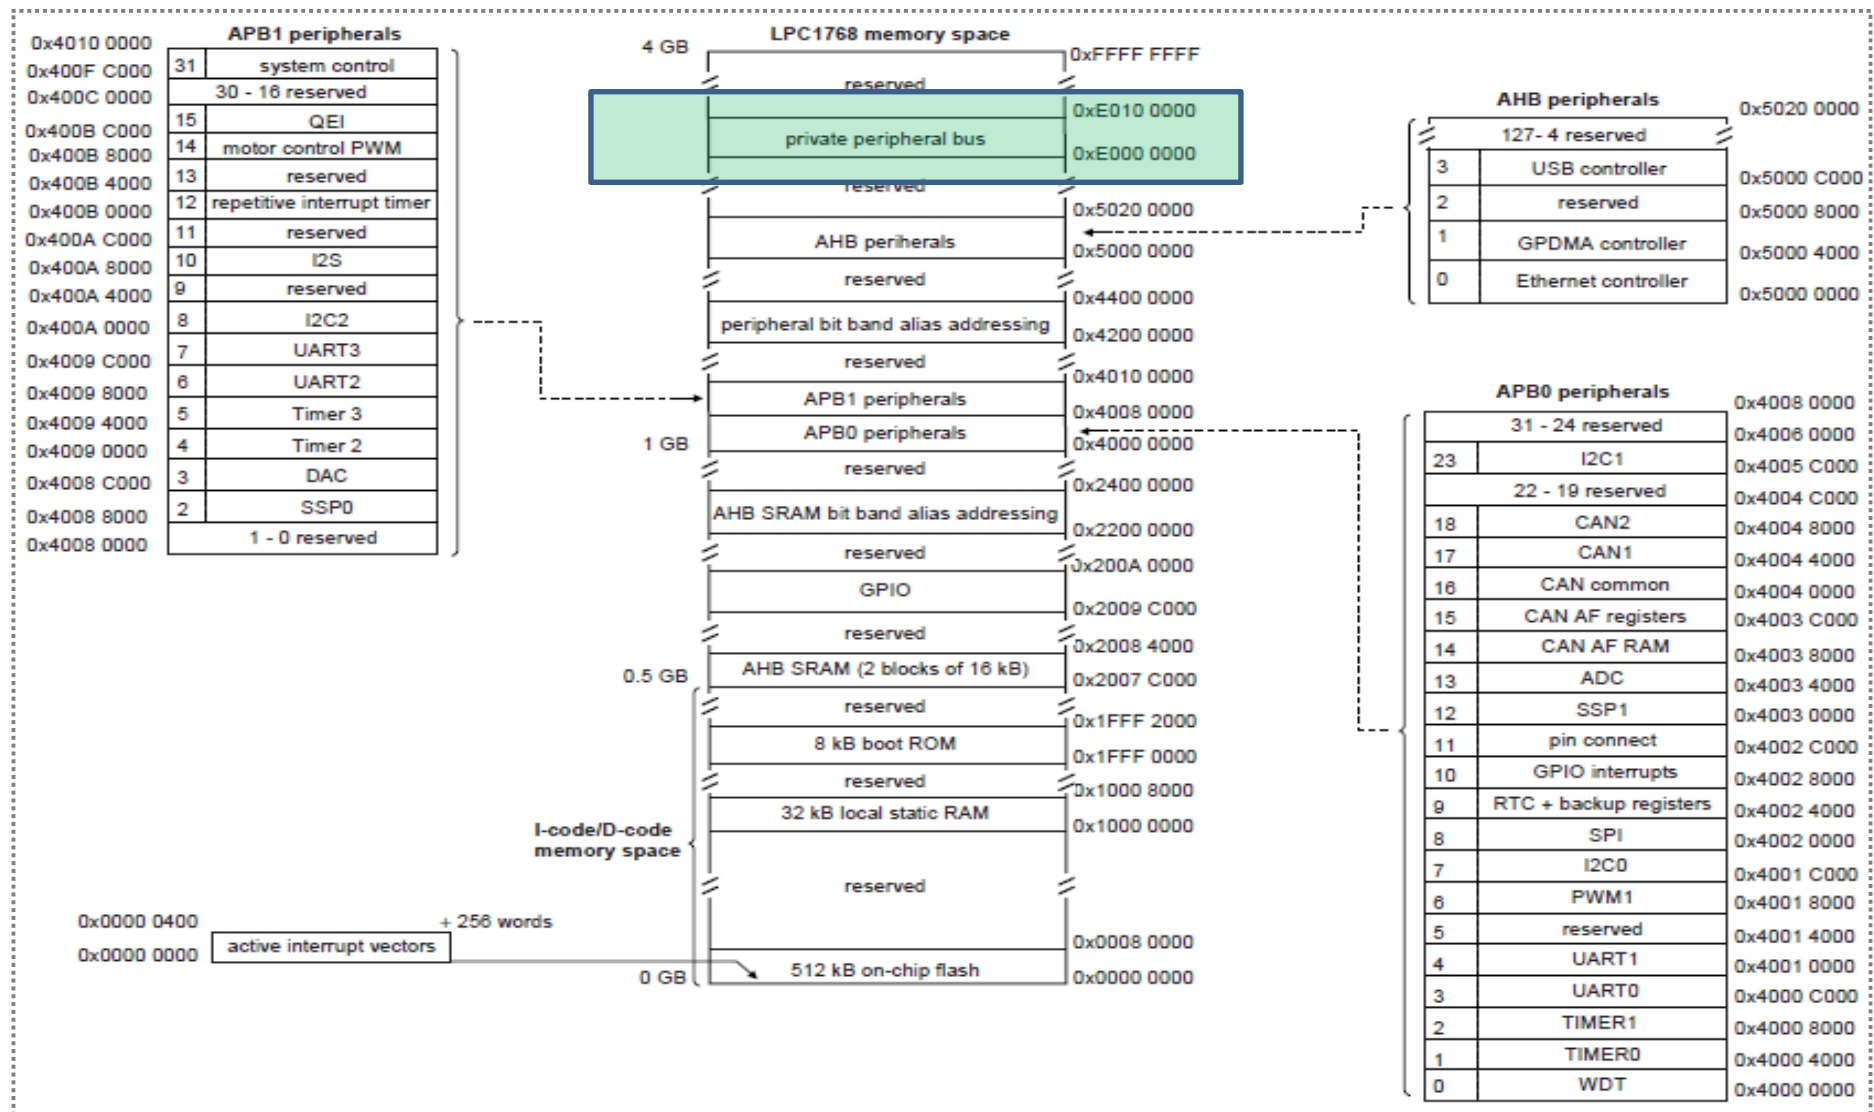 APB1 peripherals
0x4010 0000
31 system control
0x400F C000
30 - 16 reserved
0x400C 0000
15 QEI
0x400B C000
14 motor control PWM
0x400B 8000
13 reserved
0x400B 4000
12 repetitive interrupt timer
0x400B 0000
11 reserved
0x400A C000
10 I2S
0x400A 8000
9 reserved
0x400A 4000
8 I2C2
0x400A 0000
7 UART3
0x4009 C000
6 UART2
0x4009 8000
5 Timer 3
0x4009 4000
4 Timer 2
0x4009 0000
3 DAC
0x4008 C000
2 SSP0
0x4008 8000
1 - 0 reserved
0x4008 0000
LPC1768 memory space
4 GB
0xFFFF FFFF
reserved
0xE010 0000
private peripheral bus
0xE000 0000
reserved
0x5020 0000
AHB periherals
0x5000 0000
reserved
0x4400 0000
peripheral bit band alias addressing
0x4200 0000
reserved
0x4010 0000
APB1 peripherals
0x4008 0000
APB0 peripherals
1 GB
0x4000 0000
reserved
0x2400 0000
AHB SRAM bit band alias addressing
0x2200 0000
reserved
0x200A 0000
GPIO
0x2009 C000
reserved
0x2008 4000
AHB SRAM (2 blocks of 16 kB)
0.5 GB
0x2007 C000
reserved
0x1FFF 2000
8 kB boot ROM
0x1FFF 0000
reserved
0x1000 8000
32 kB local static RAM
0x1000 0000
I-code/D-code
memory space
reserved
0x0008 0000
512 kB on-chip flash
0 GB
0x0000 0000
0x0000 0400
+ 256 words
active interrupt vectors
0x0000 0000
AHB peripherals
0x5020 0000
127- 4 reserved
3 USB controller
0x5000 C000
2 reserved
0x5000 8000
1 GPDMA controller
0x5000 4000
0 Ethernet controller
0x5000 0000
APB0 peripherals
0x4008 0000
31 - 24 reserved
0x4006 0000
23 I2C1
0x4005 C000
22 - 19 reserved
0x4004 C000
18 CAN2
0x4004 8000
17 CAN1
0x4004 4000
16 CAN common
0x4004 0000
15 CAN AF registers
0x4003 C000
14 CAN AF RAM
0x4003 8000
13 ADC
0x4003 4000
12 SSP1
0x4003 0000
11 pin connect
0x4002 C000
10 GPIO interrupts
0x4002 8000
9 RTC + backup registers
0x4002 4000
8 SPI
0x4002 0000
7 I2C0
0x4001 C000
6 PWM1
0x4001 8000
5 reserved
0x4001 4000
4 UART1
0x4001 0000
3 UART0
0x4000 C000
2 TIMER1
0x4000 8000
1 TIMER0
0x4000 4000
0 WDT
0x4000 0000